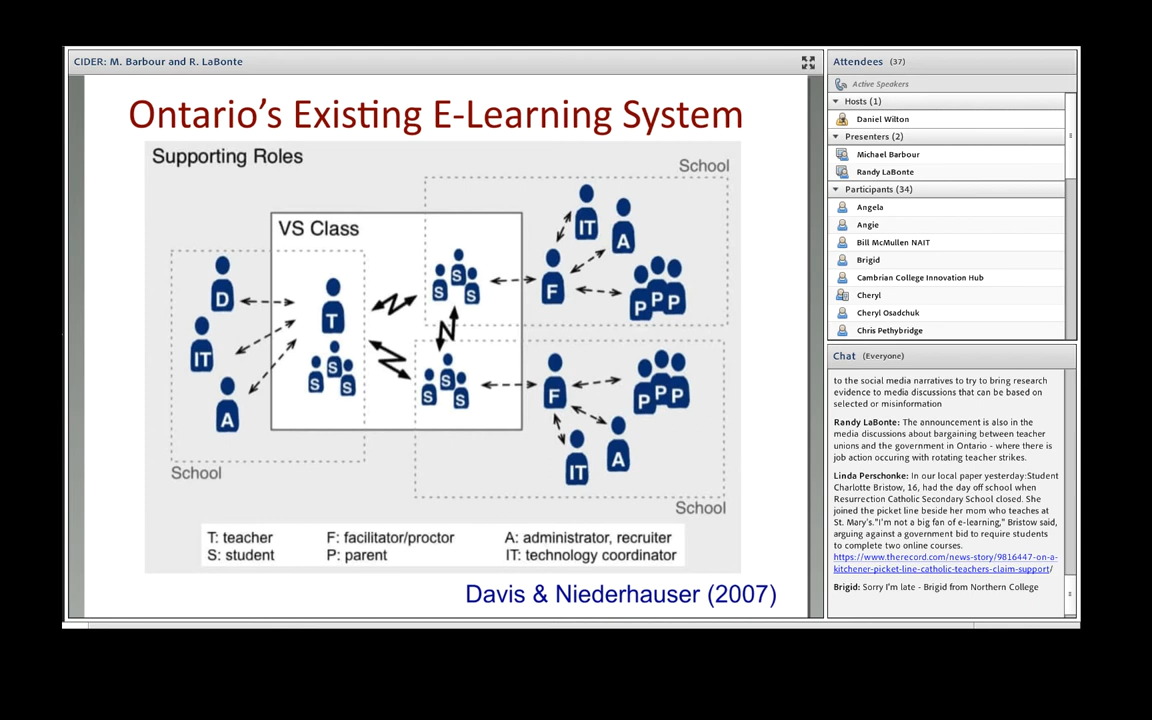 CIDER: M. Barbour and R. LaBonte
Ontario's Existing E-Learning System
Supporting Roles
School
VS Class
IT
A
D
S
S
S
F
P
P
P
T
N
IT
S
S
S
A
S
S
S
F
P
P
P
A
IT
School
School
T: teacher F: facilitator/proctor A: administrator, recruiter
S: student P: parent IT: technology coordinator
Davis & Niederhauser (2007)
Attendees (37)
Active Speakers
Hosts (1)
Daniel Wilton
Presenters (2)
Michael Barbour
Randy LaBonte
Participants (34)
Angela
Angie
Bill McMullen NAIT
Brigid
Cambrian College Innovation Hub
Cheryl
Cheryl Osadchuk
Chris Pethybridge
Chat (Everyone)
to the social media narratives to try to bring research
evidence to media discussions that can be based on
selected or misinformation
Randy LaBonte: The announcement is also in the
media discussions about bargaining between teacher
unions and the government in Ontario - where there is
job action occuring with rotating teacher strikes.
Linda Perschonke: In our local paper yesterday:Student
Charlotte Bristow, 16, had the day off school when
Resurrection Catholic Secondary School closed. She
joined the picket line beside her mom who teaches at
St. Mary's."I'm not a big fan of e-learning," Bristow said,
arguing against a government bid to require students
to complete two online courses.
https://www.therecord.com/news-story/9816447-on-a-
kitchener-picket-line-catholic-teachers-claim-support/
Brigid: Sorry I'm late - Brigid from Northern College